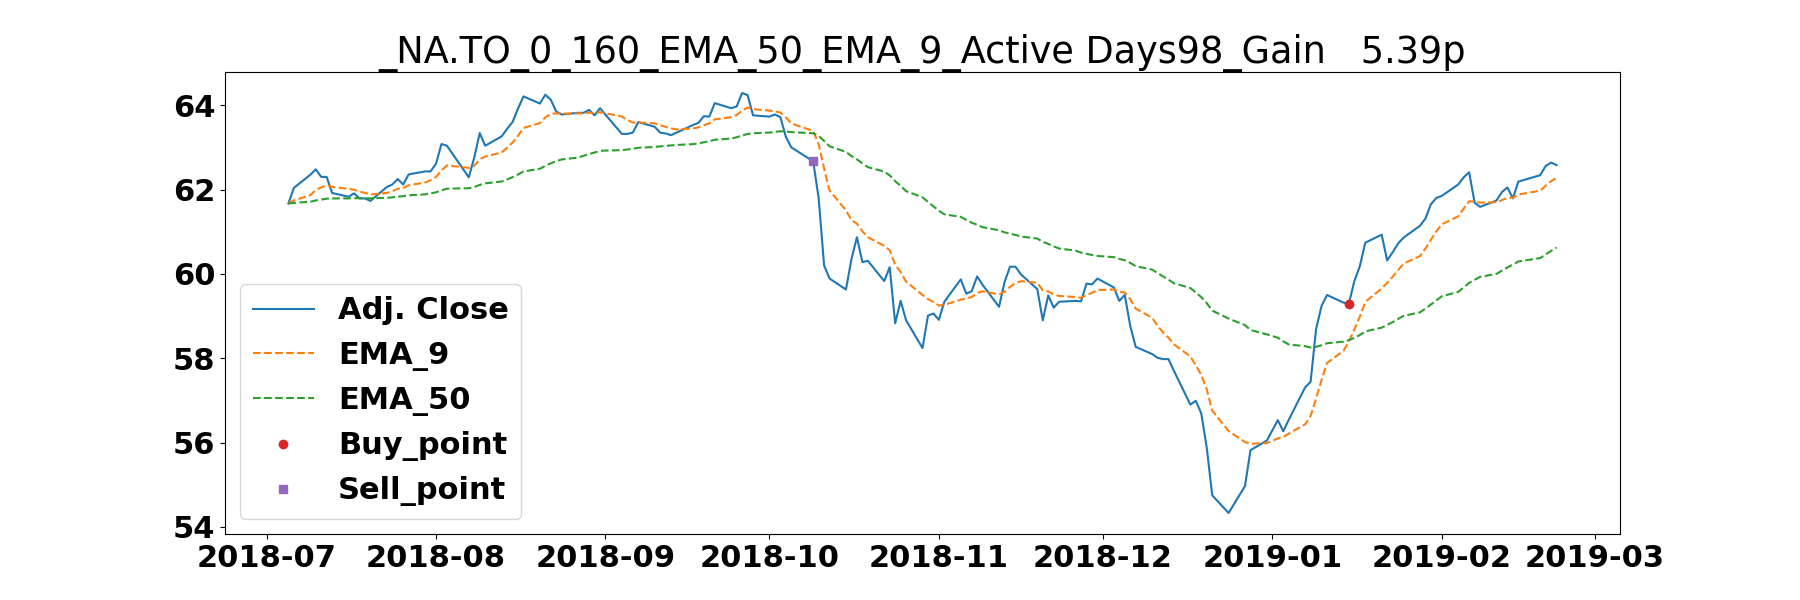 _NA.TO_0_160_EMA_50_EMA_9_Active Days98_Gain   5.39p
64
62
60
58
56
54
Adj. Close
EMA_9
EMA_50
Buy_point
Sell_point
2018-07 2018-08 2018-09 2018-10 2018-11 2018-12 2019-01 2019-02 2019-03